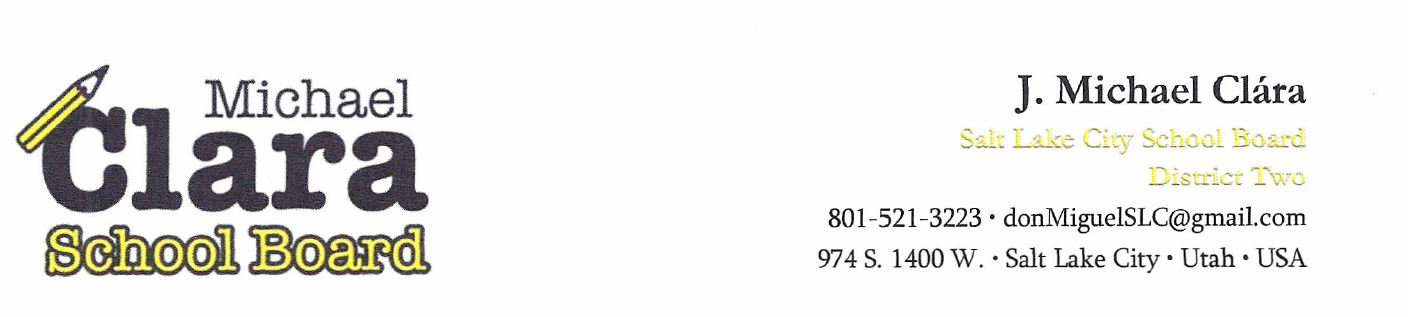 Michael
Clara
School Board
J. Michael Clára
Salt Lake City School Board
District Two
801-521-3223 • donMiguelSLC@gmail.com
974 S. 1400 W. • Salt Lake City • Utah • USA